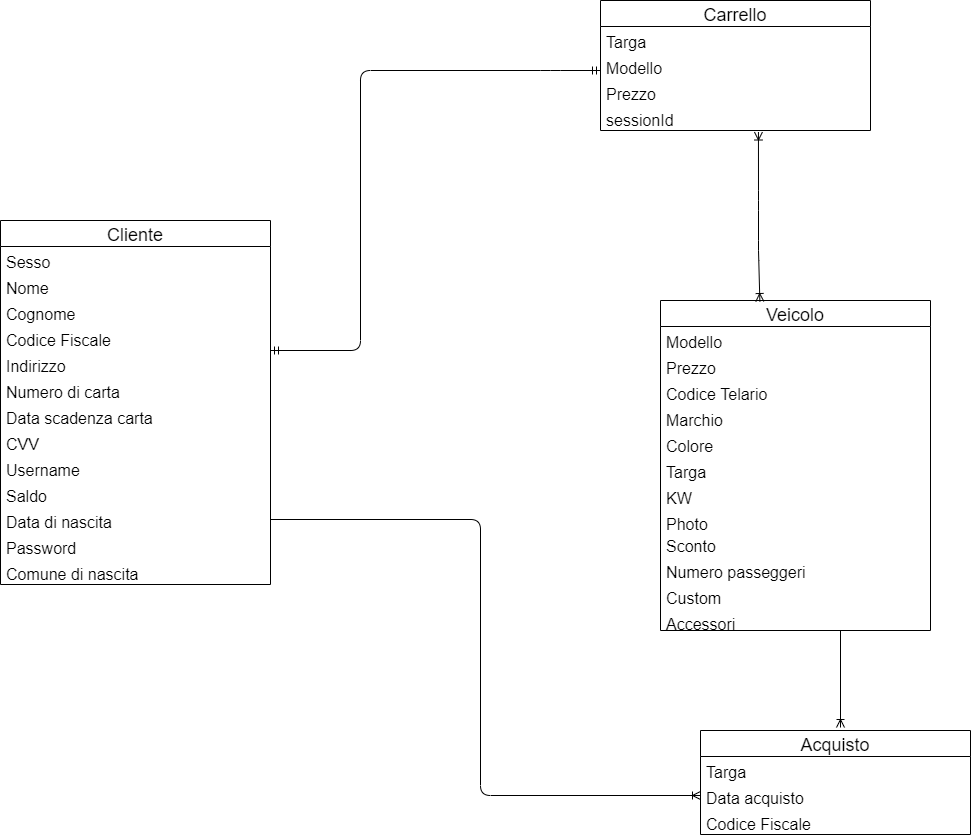 Carrello
Targa
Modello
Prezzo
sessionId
Cliente
Sesso
Nome
Cognome
Codice Fiscale
Indirizzo
Numero di carta
Data scadenza carta
CVV
Username
Saldo
Data di nascita
Password
Comune di nascita
Veicolo
Modello
Prezzo
Codice Telario
Marchio
Colore
Targa
KW
Photo
Sconto
Numero passeggeri
Custom
Accessori
Acquisto
Targa
Data acquisto
Codice Fiscale